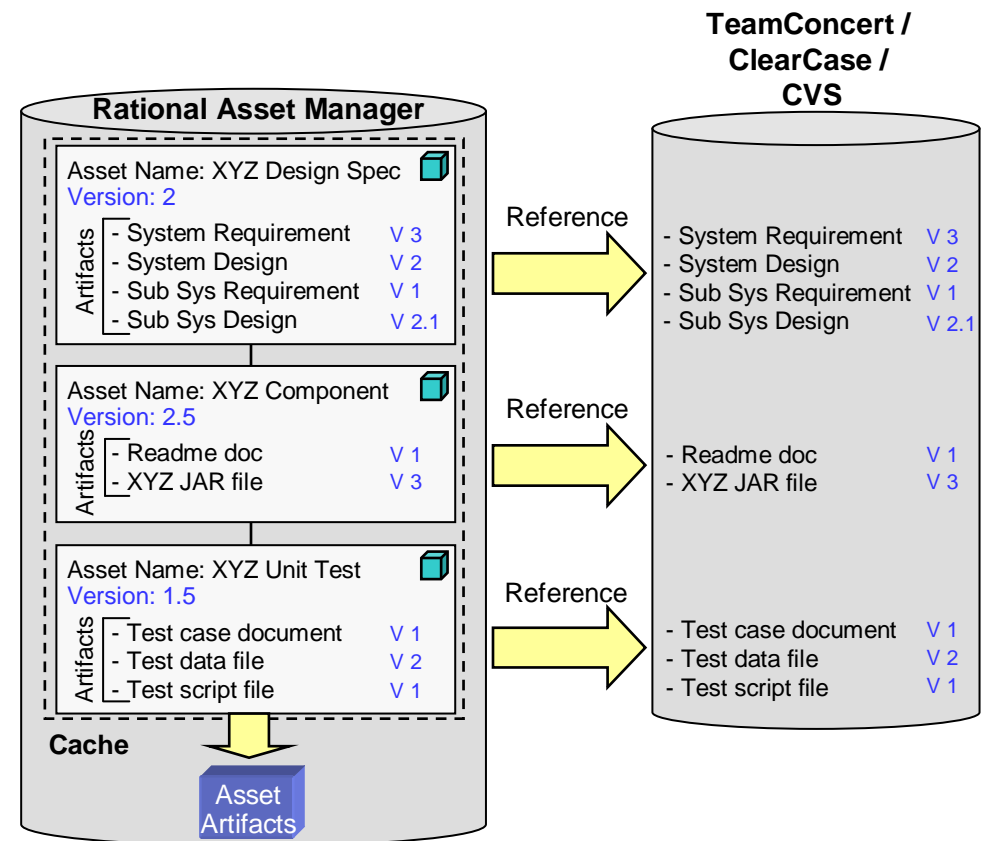 TeamConcert /
ClearCase /
CVS
Rational Asset Manager
Asset Name: XYZ Design Spec
Version: 2
Artifacts
- System Requirement V 3
- System Design V 2
- Sub Sys Requirement V 1
- Sub Sys Design V 2.1
Reference
- System Requirement V 3
- System Design V 2
- Sub Sys Requirement V 1
- Sub Sys Design V 2.1
Asset Name: XYZ Component
Version: 2.5
Artifacts
- Readme doc V 1
- XYZ JAR file V 3
Reference
- Readme doc V 1
- XYZ JAR file V 3
Asset Name: XYZ Unit Test
Version: 1.5
Artifacts
- Test case document V 1
- Test data file V 2
- Test script file V 1
Reference
- Test case document V 1
- Test data file V 2
- Test script file V 1
Cache
Asset
Artifacts